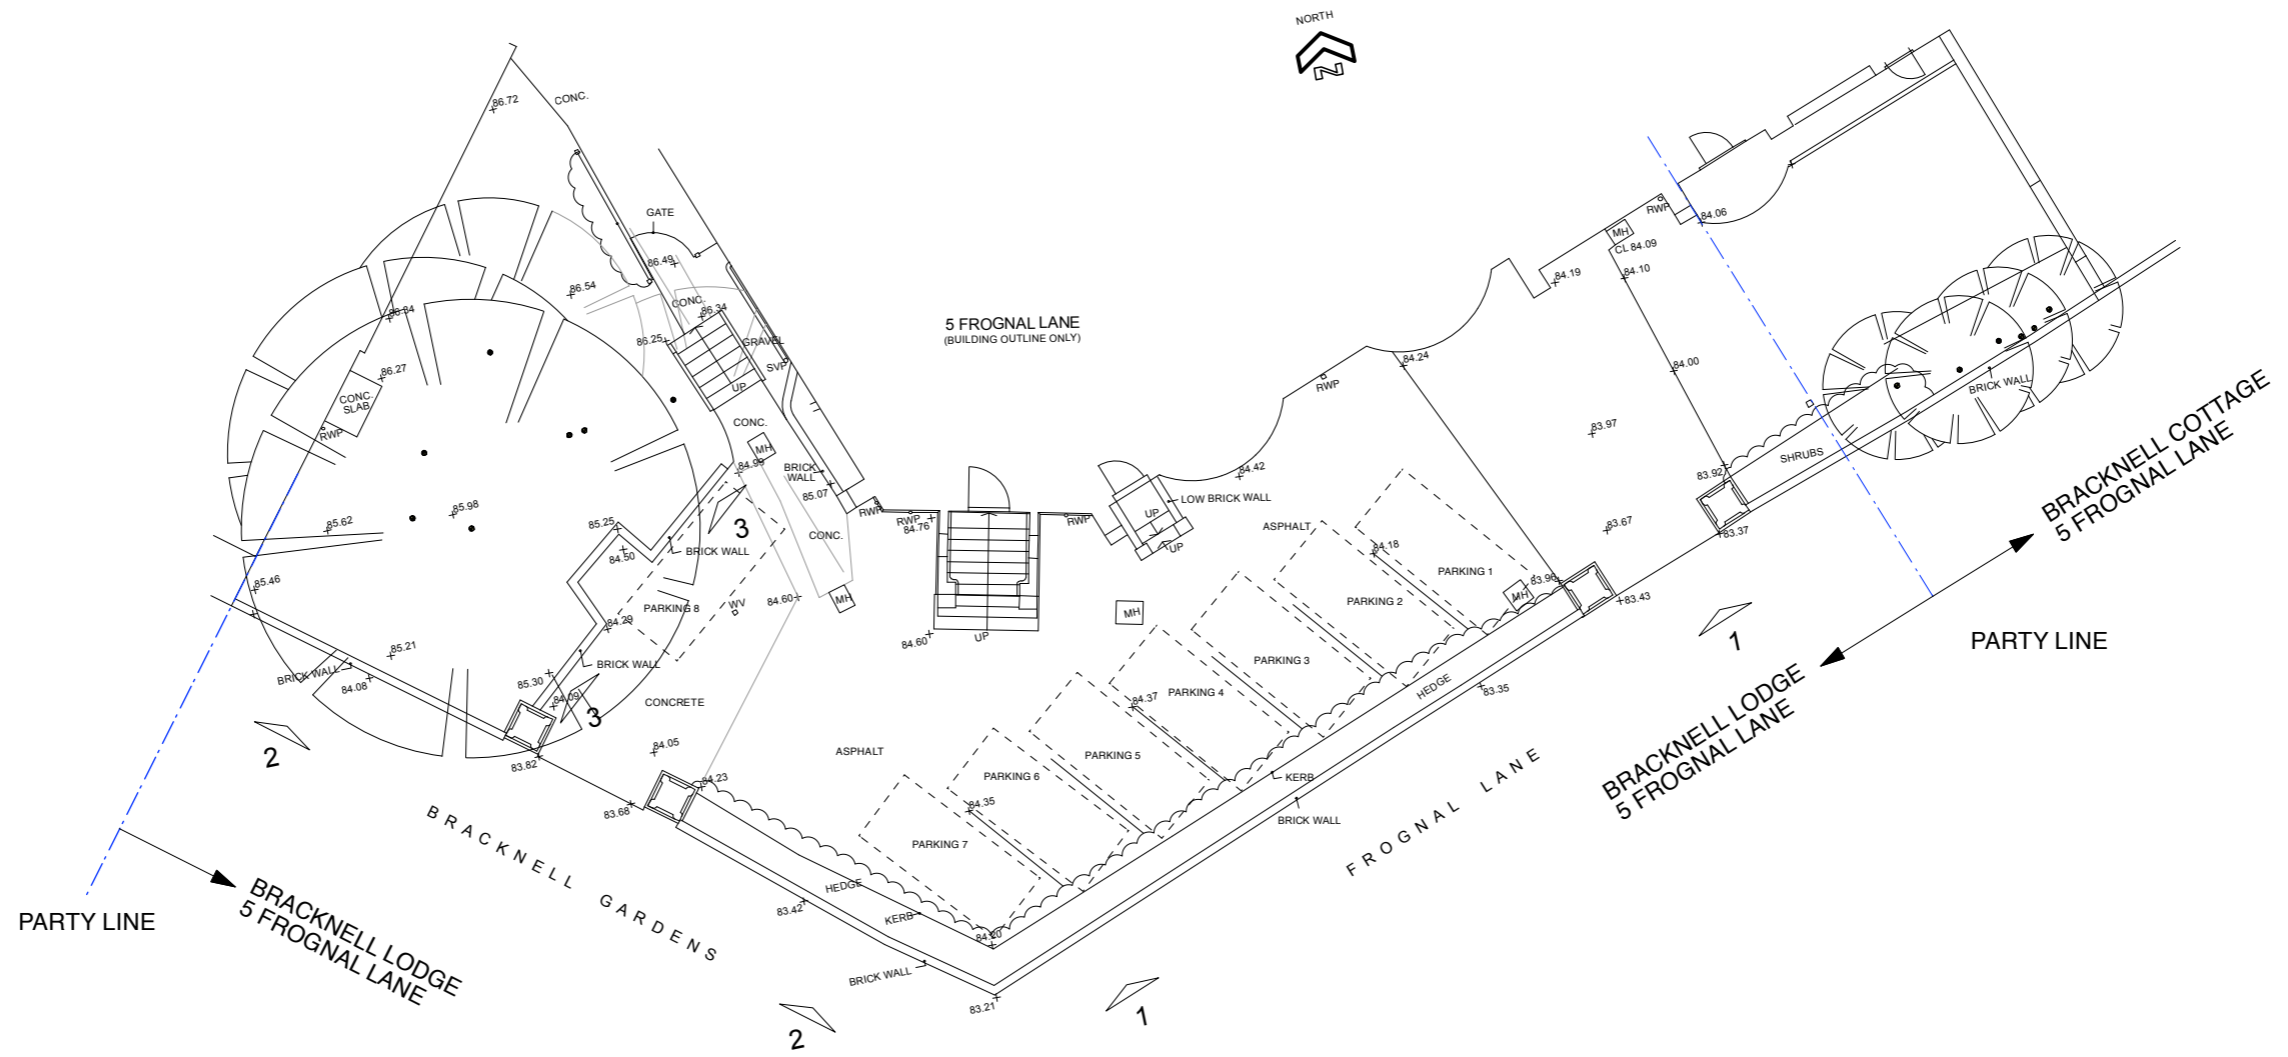 NORTH
N
86.72
CONC.
GATE
RWP
84.06
MH
CL 84.09
86.49
84.19
84.10
86.54
CONC.
86.84
86.34
5 FROGNAL LANE
(BUILDING OUTLINE ONLY)
86.25
GRAVEL
84.24
84.00
SVP
86.27
UP
RWP
BRICK WALL
CONC.
SLAB
CONC.
83.97
RWP
MH
84.99
BRICK
WALL
84.42
83.92
SHRUBS
85.07
LOW BRICK WALL
BRACKNELL COTTAGE
5 FROGNAL LANE
85.98
85.62
85.25
3
RWP
RWP
84.76
RWP
UP
UP
ASPHALT
83.67
83.37
CONC.
84.50
BRICK WALL
84.18
PARKING 1
85.46
83.96
MH
84.60
MH
WV
PARKING 8
MH
PARKING 2
83.43
84.29
84.60
UP
1
PARTY LINE
85.21
BRICK WALL
PARKING 3
BRICK WALL
84.08
85.30
84.09
3
PARKING 4
HEDGE
83.35
84.37
CONCRETE
BRACKNELL LODGE
5 FROGNAL LANE
2
84.05
ASPHALT
PARKING 5
83.82
84.23
PARKING 6
KERB
83.68
84.35
BRICK WALL
FROGNAL LANE
BRACKNELL GARDENS
PARKING 7
HEDGE
83.42
KERB
84.20
PARTY LINE
BRACKNELL LODGE
5 FROGNAL LANE
BRICK WALL
83.21
1
2